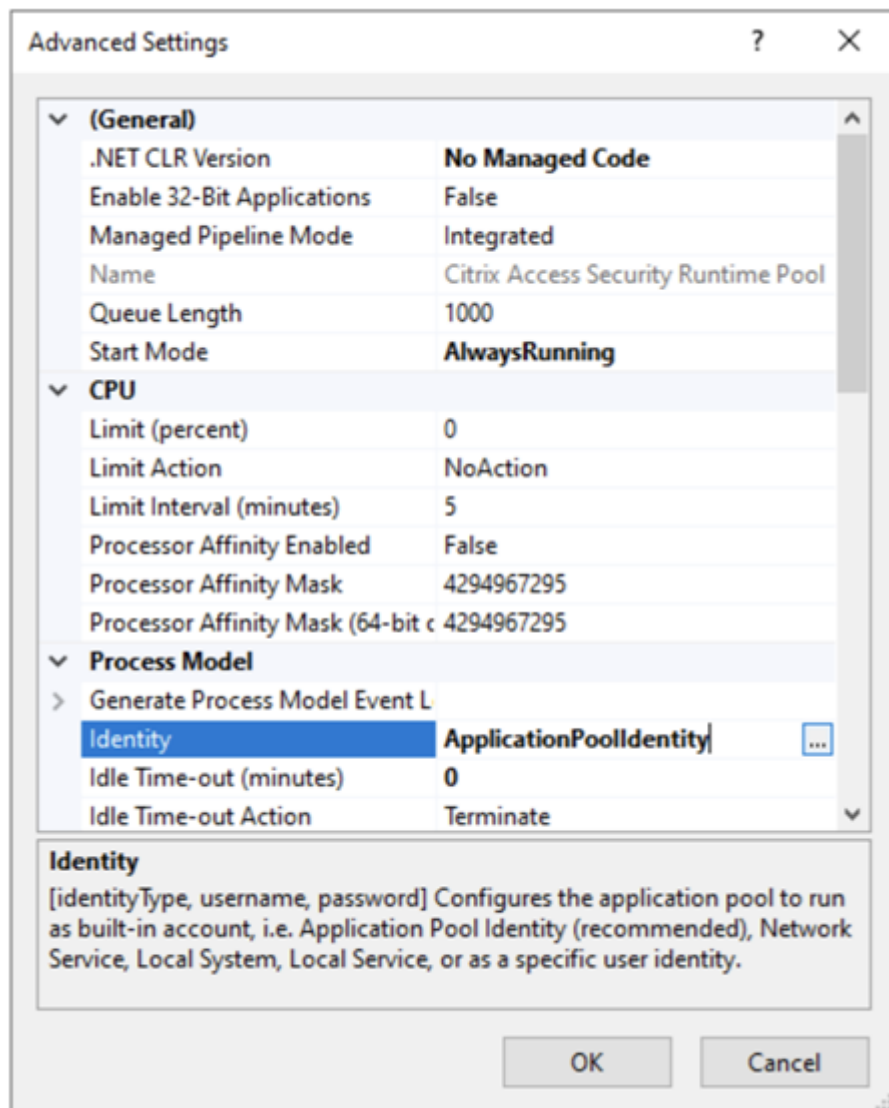 Advanced Settings ? ×
(General)
.NET CLR Version No Managed Code
Enable 32-Bit Applications False
Managed Pipeline Mode Integrated
Name Citrix Access Security Runtime Pool
Queue Length 1000
Start Mode AlwaysRunning
CPU
Limit (percent) 0
Limit Action NoAction
Limit Interval (minutes) 5
Processor Affinity Enabled False
Processor Affinity Mask 4294967295
Processor Affinity Mask (64-bit c 4294967295
Process Model
Generate Process Model Event L
Identity ApplicationPoolIdentity ...
Idle Time-out (minutes) 0
Idle Time-out Action Terminate
Identity
[identityType, username, password] Configures the application pool to run
as built-in account, i.e. Application Pool Identity (recommended), Network
Service, Local System, Local Service, or as a specific user identity.
OK Cancel